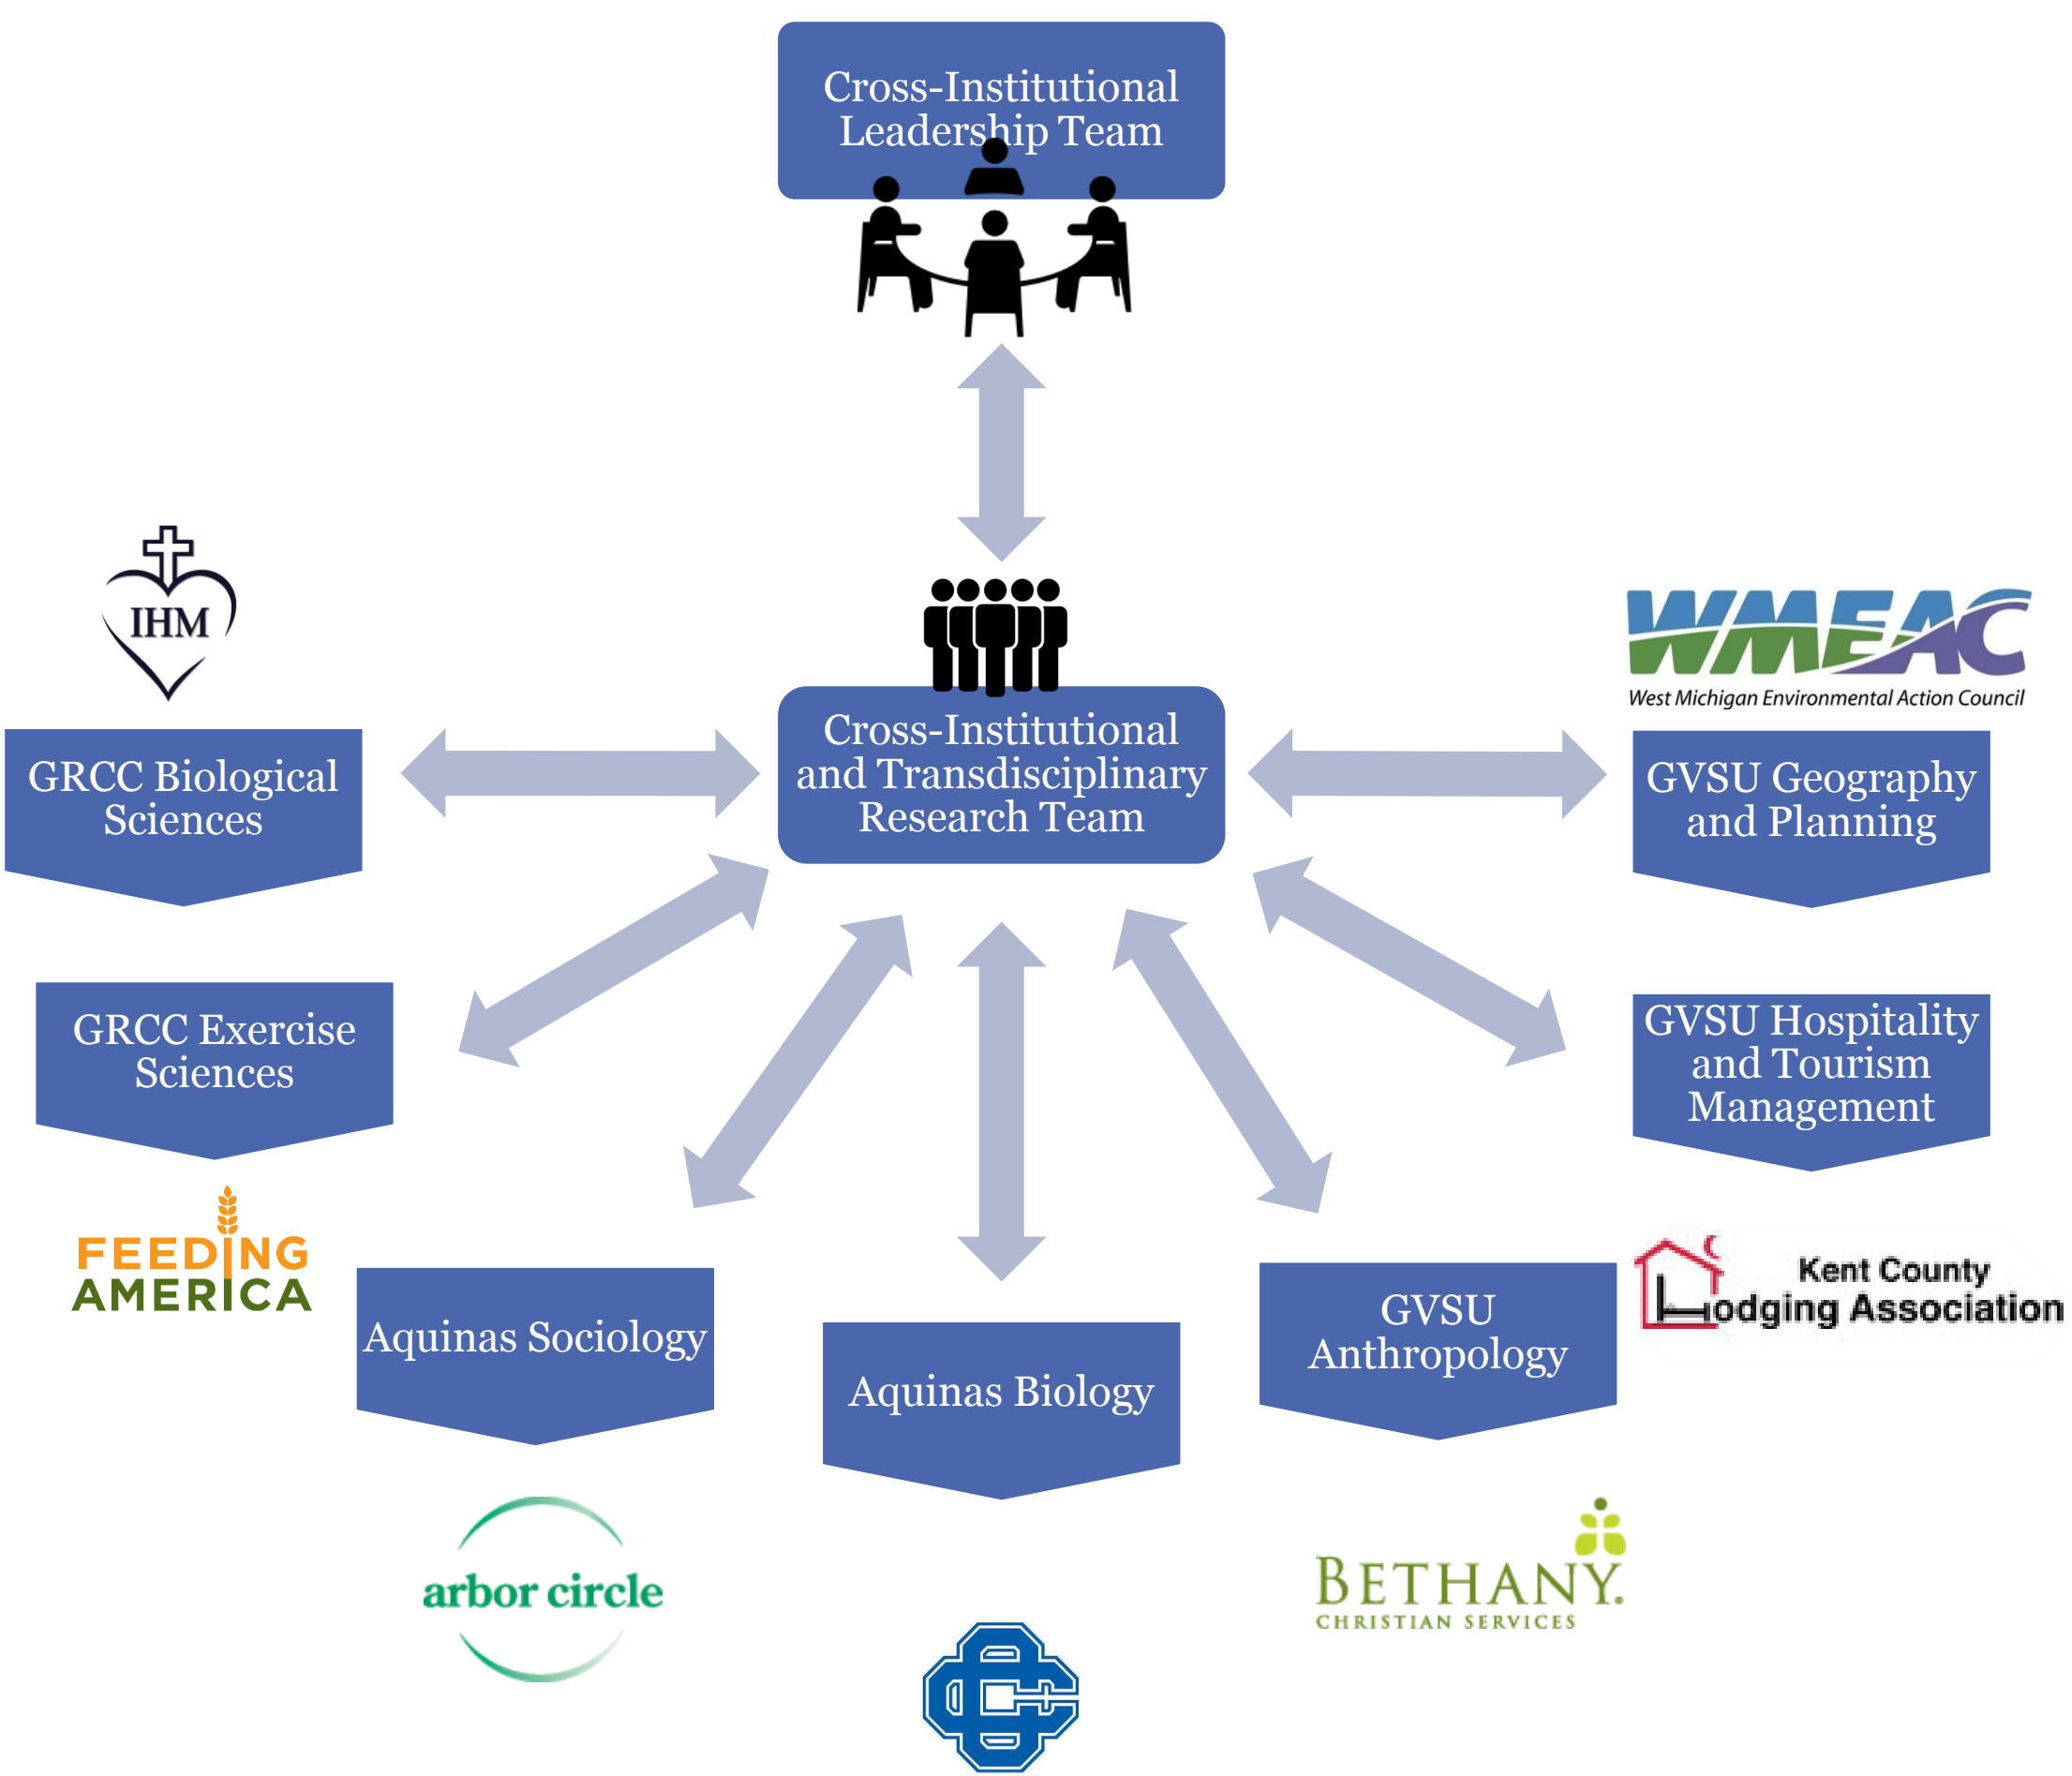 Cross-Institutional
Leadership Team
IHM
WMEAC
West Michigan Environmental Action Council
Cross-Institutional
and Transdisciplinary
Research Team
GRCC Biological
Sciences
GVSU Geography
and Planning
GRCC Exercise
Sciences
GVSU Hospitality
and Tourism
Management
FEEDING
AMERICA
Kent County
Lodging Association
Aquinas Sociology
Aquinas Biology
GVSU
Anthropology
arbor circle
BETHANY.
CHRISTIAN SERVICES